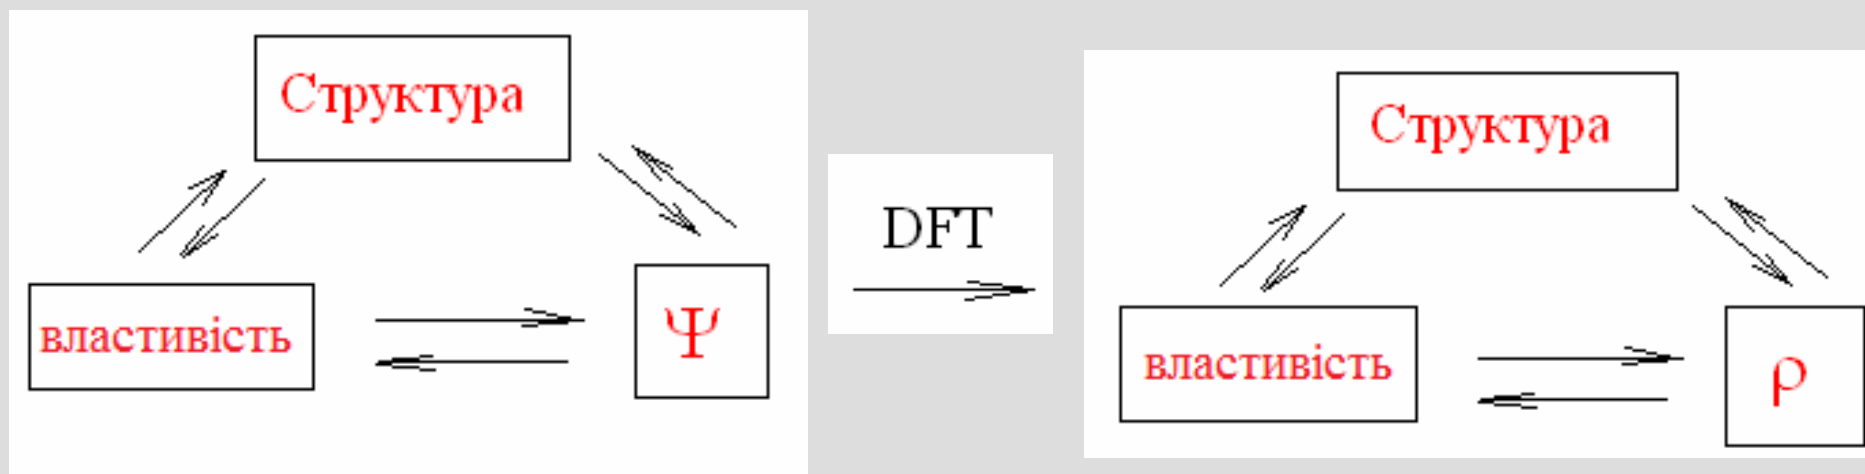 Структура
властивість
Ψ
DFT
Структура
властивість
ρ